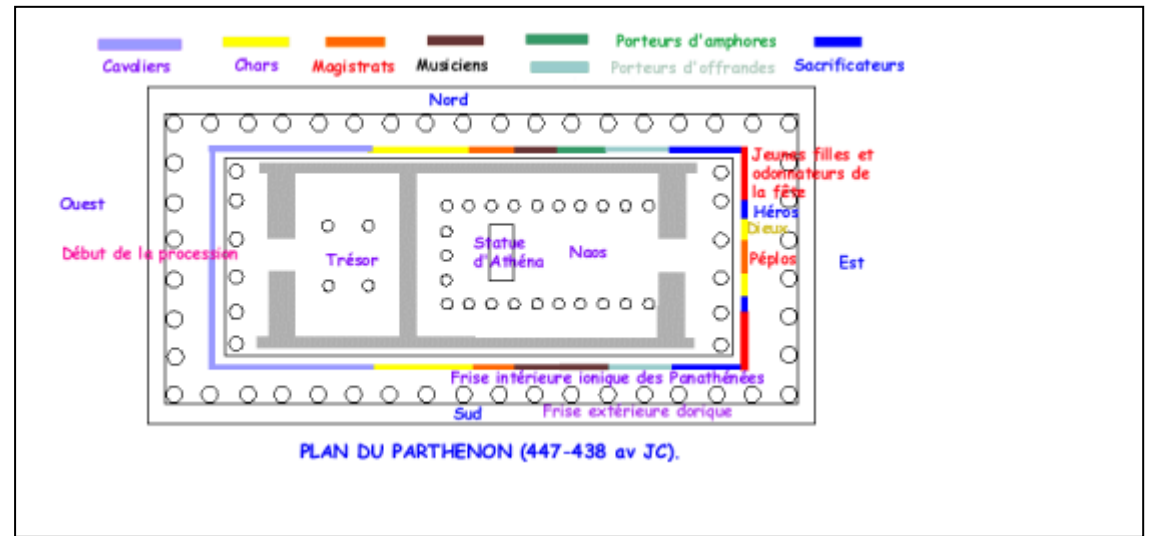 Porteurs d'amphores
Cavaliers Chars Magistrats Musiciens Porteurs d'offrandes Sacrificateurs
Nord
Jeunes filles et
odonnateurs de
la fête
Ouest
Héros
Dieux
Début de la procession
Trésor
Statue
d'Athéna
Naos
Péplos
Est
Frise intérieure ionique des Panathénées
Sud
Frise extérieure dorique
PLAN DU PARTHENON (447-438 av JC).